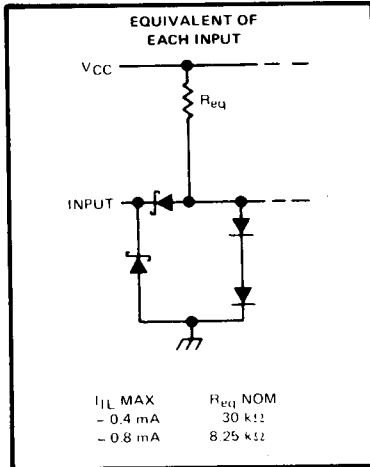 EQUIVALENT OF
EACH INPUT
VCC
Req
INPUT
IIL MAX Req NOM
− 0.4 mA 30 kΩ
− 0.8 mA 8.25 kΩ